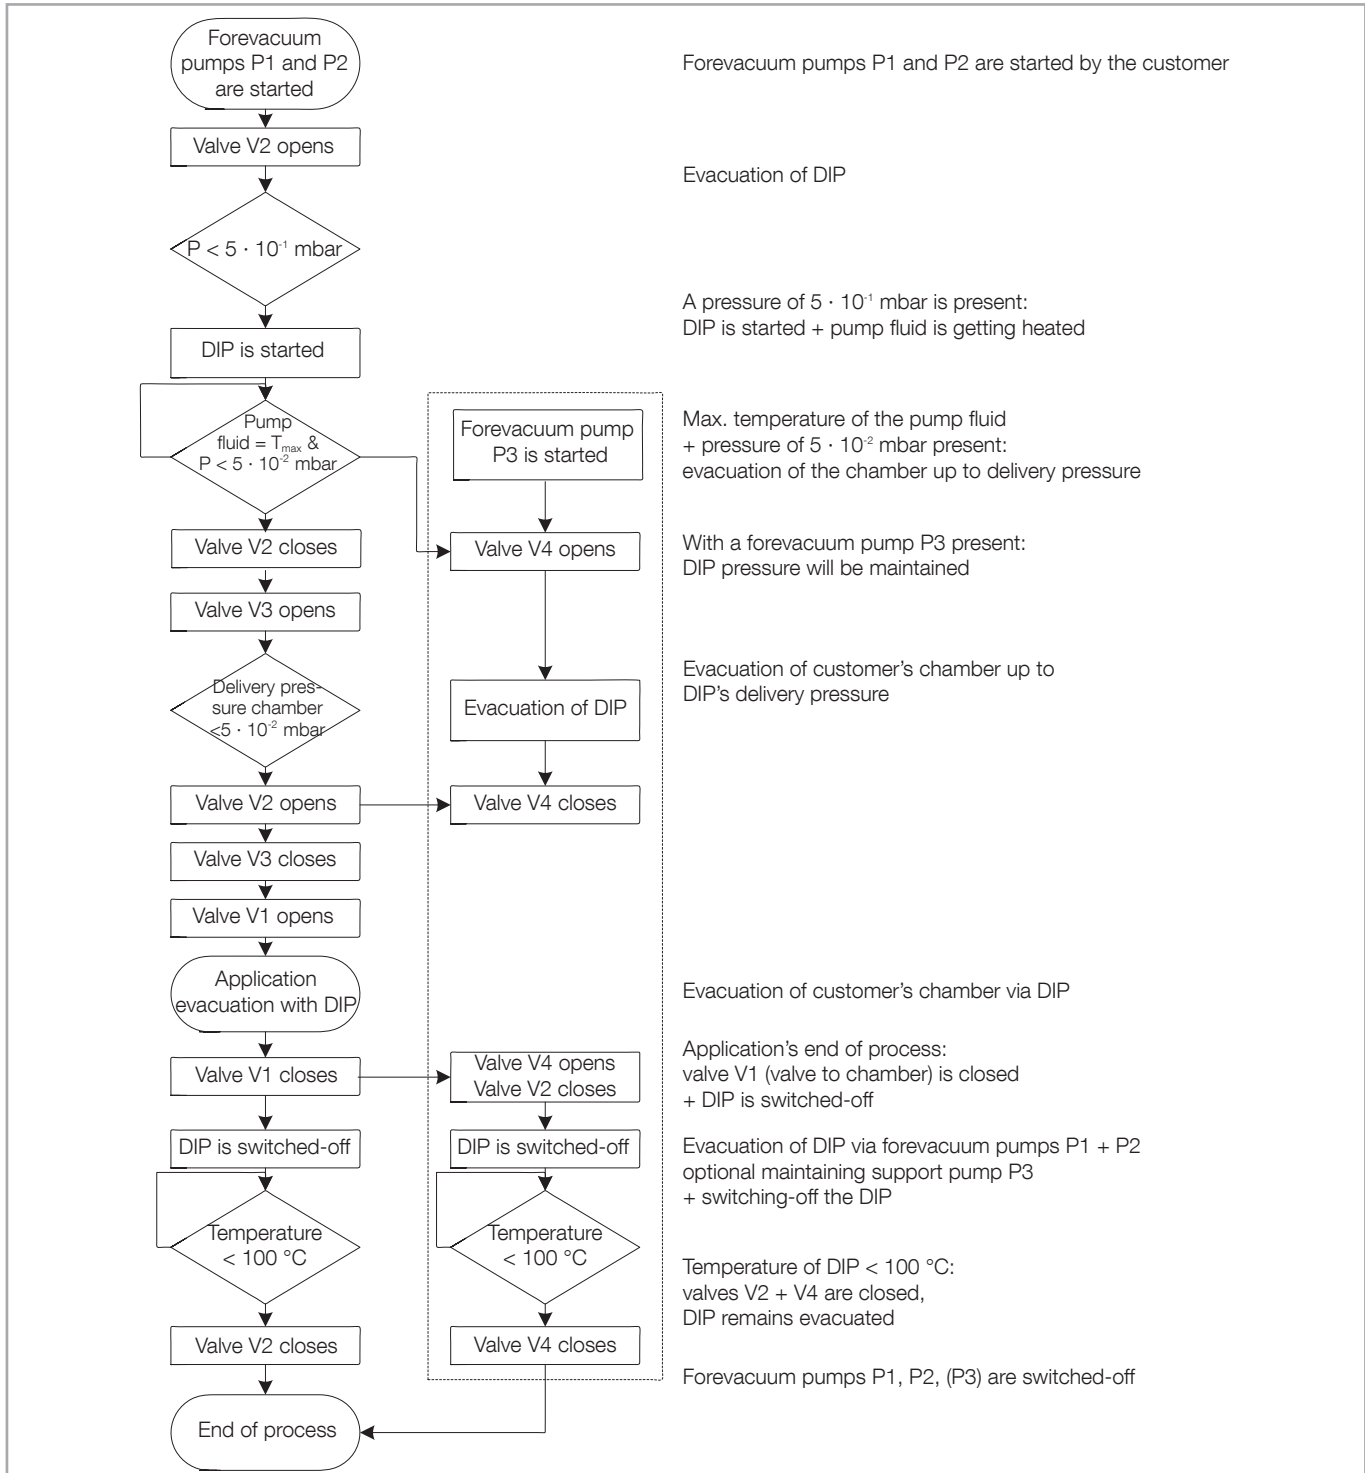 Forevacuum
pumps P1 and P2
are started
Forevacuum pumps P1 and P2 are started by the customer
Valve V2 opens
Evacuation of DIP
P < 5 · 10⁻¹ mbar
A pressure of 5 · 10⁻¹ mbar is present:
DIP is started + pump fluid is getting heated
DIP is started
Pump
fluid = Tmax &
P < 5 · 10⁻² mbar
Forevacuum pump
P3 is started
Max. temperature of the pump fluid
+ pressure of 5 · 10⁻² mbar present:
evacuation of the chamber up to delivery pressure
Valve V2 closes
Valve V4 opens
With a forevacuum pump P3 present:
DIP pressure will be maintained
Valve V3 opens
Delivery pres-
sure chamber
<5 · 10⁻² mbar
Evacuation of DIP
Evacuation of customer's chamber up to
DIP's delivery pressure
Valve V2 opens
Valve V4 closes
Valve V3 closes
Valve V1 opens
Application
evacuation with DIP
Evacuation of customer's chamber via DIP
Valve V1 closes
Valve V4 opens
Valve V2 closes
Application's end of process:
valve V1 (valve to chamber) is closed
+ DIP is switched-off
DIP is switched-off
DIP is switched-off
Evacuation of DIP via forevacuum pumps P1 + P2
optional maintaining support pump P3
+ switching-off the DIP
Temperature
< 100 °C
Temperature
< 100 °C
Temperature of DIP < 100 °C:
valves V2 + V4 are closed,
DIP remains evacuated
Valve V2 closes
Valve V4 closes
Forevacuum pumps P1, P2, (P3) are switched-off
End of process